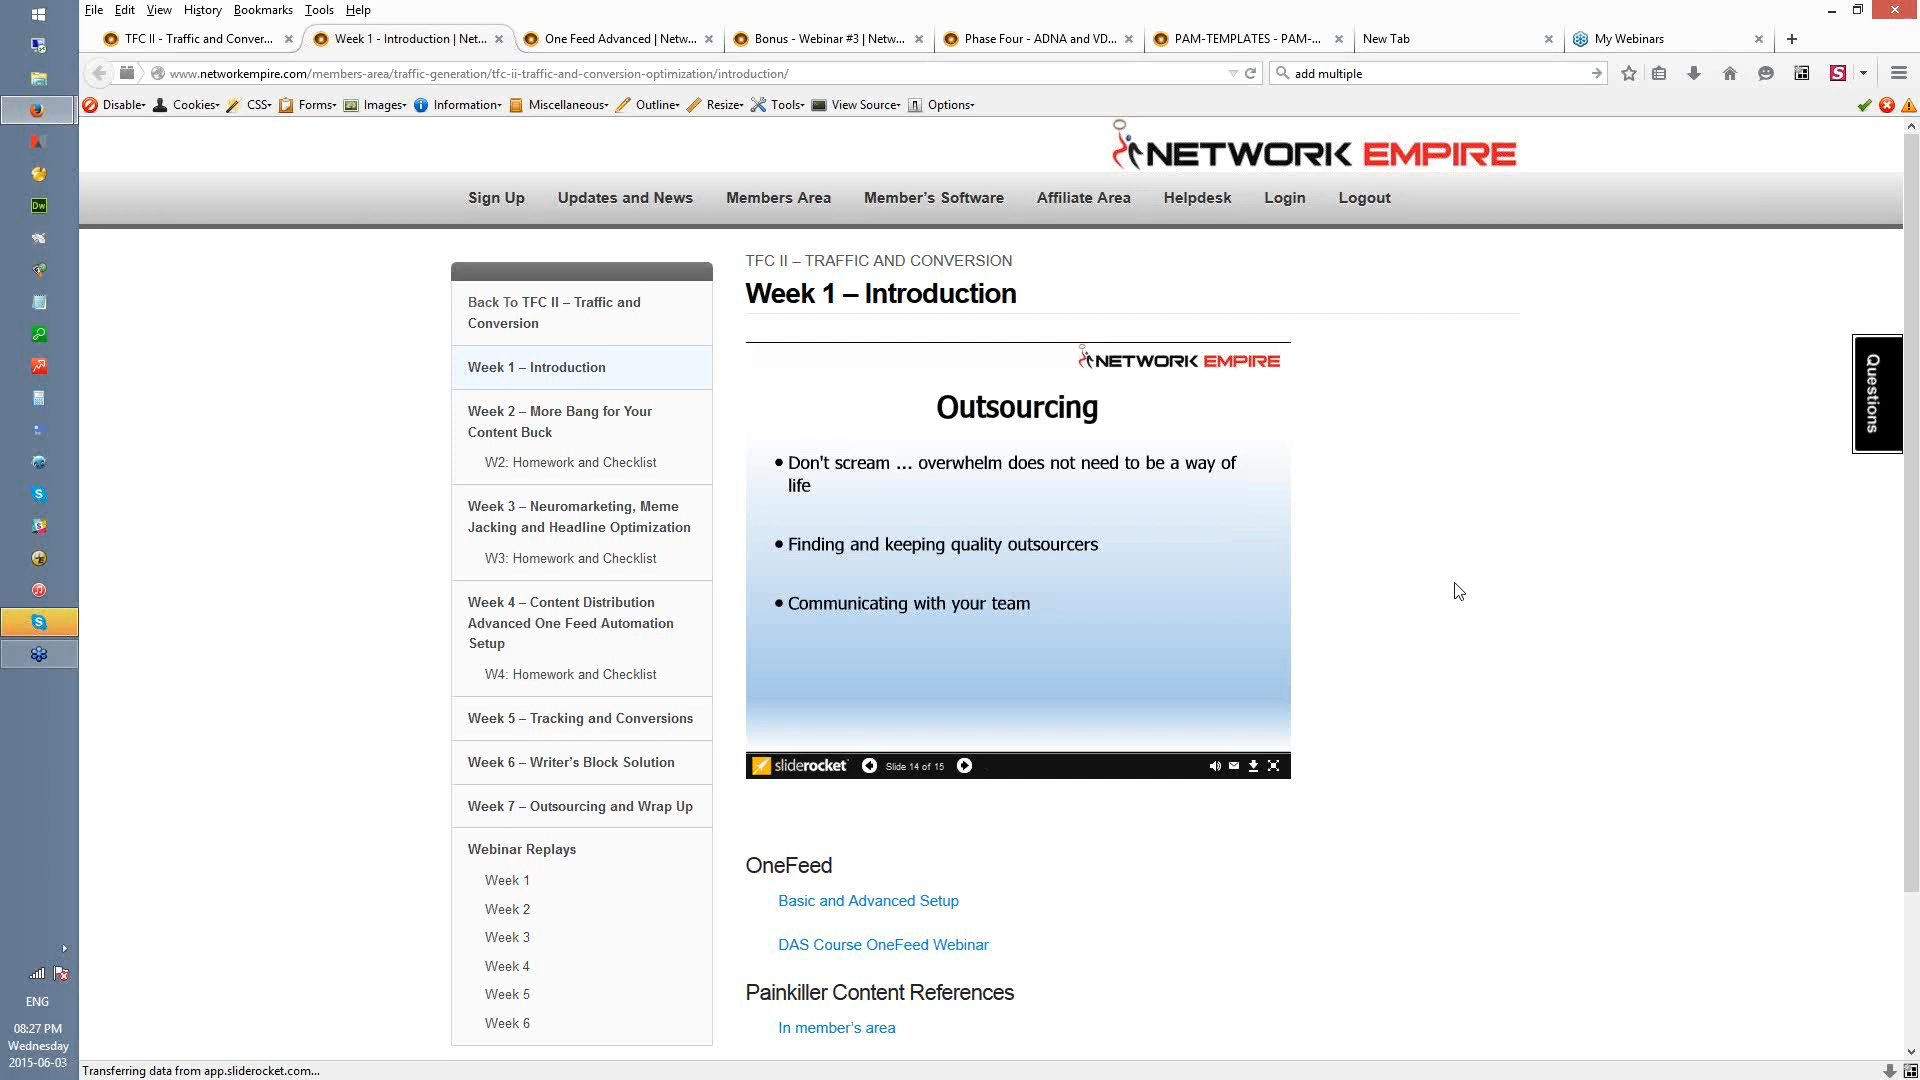 File Edit View History Bookmarks Tools Help
TFC II - Traffic and Conver...
Week 1 - Introduction | Net...
One Feed Advanced | Netw...
Bonus - Webinar #3 | Netw...
Phase Four - ADNA and VD...
PAM-TEMPLATES - PAM-...
New Tab
My Webinars
www.networkempire.com/members-area/traffic-generation/tfc-ii-traffic-and-conversion-optimization/introduction/
add multiple
Disable Cookies CSS Forms Images Information Miscellaneous Outline Resize Tools View Source Options
NETWORK EMPIRE
Sign Up Updates and News Members Area Member's Software Affiliate Area Helpdesk Login Logout
Back To TFC II – Traffic and
Conversion
Week 1 – Introduction
Week 2 – More Bang for Your
Content Buck
W2: Homework and Checklist
Week 3 – Neuromarketing, Meme
Jacking and Headline Optimization
W3: Homework and Checklist
Week 4 – Content Distribution
Advanced One Feed Automation
Setup
W4: Homework and Checklist
Week 5 – Tracking and Conversions
Week 6 – Writer's Block Solution
Week 7 – Outsourcing and Wrap Up
Webinar Replays
Week 1
Week 2
Week 3
Week 4
Week 5
Week 6
TFC II – TRAFFIC AND CONVERSION
Week 1 – Introduction
NETWORK EMPIRE
Outsourcing
• Don't scream ... overwhelm does not need to be a way of
life
• Finding and keeping quality outsourcers
• Communicating with your team
sliderocket Slide 14 of 15
OneFeed
Basic and Advanced Setup
DAS Course OneFeed Webinar
Painkiller Content References
In member's area
Questions
Dw
ENG
08:27 PM
Wednesday
2015-06-03
Transferring data from app.sliderocket.com...